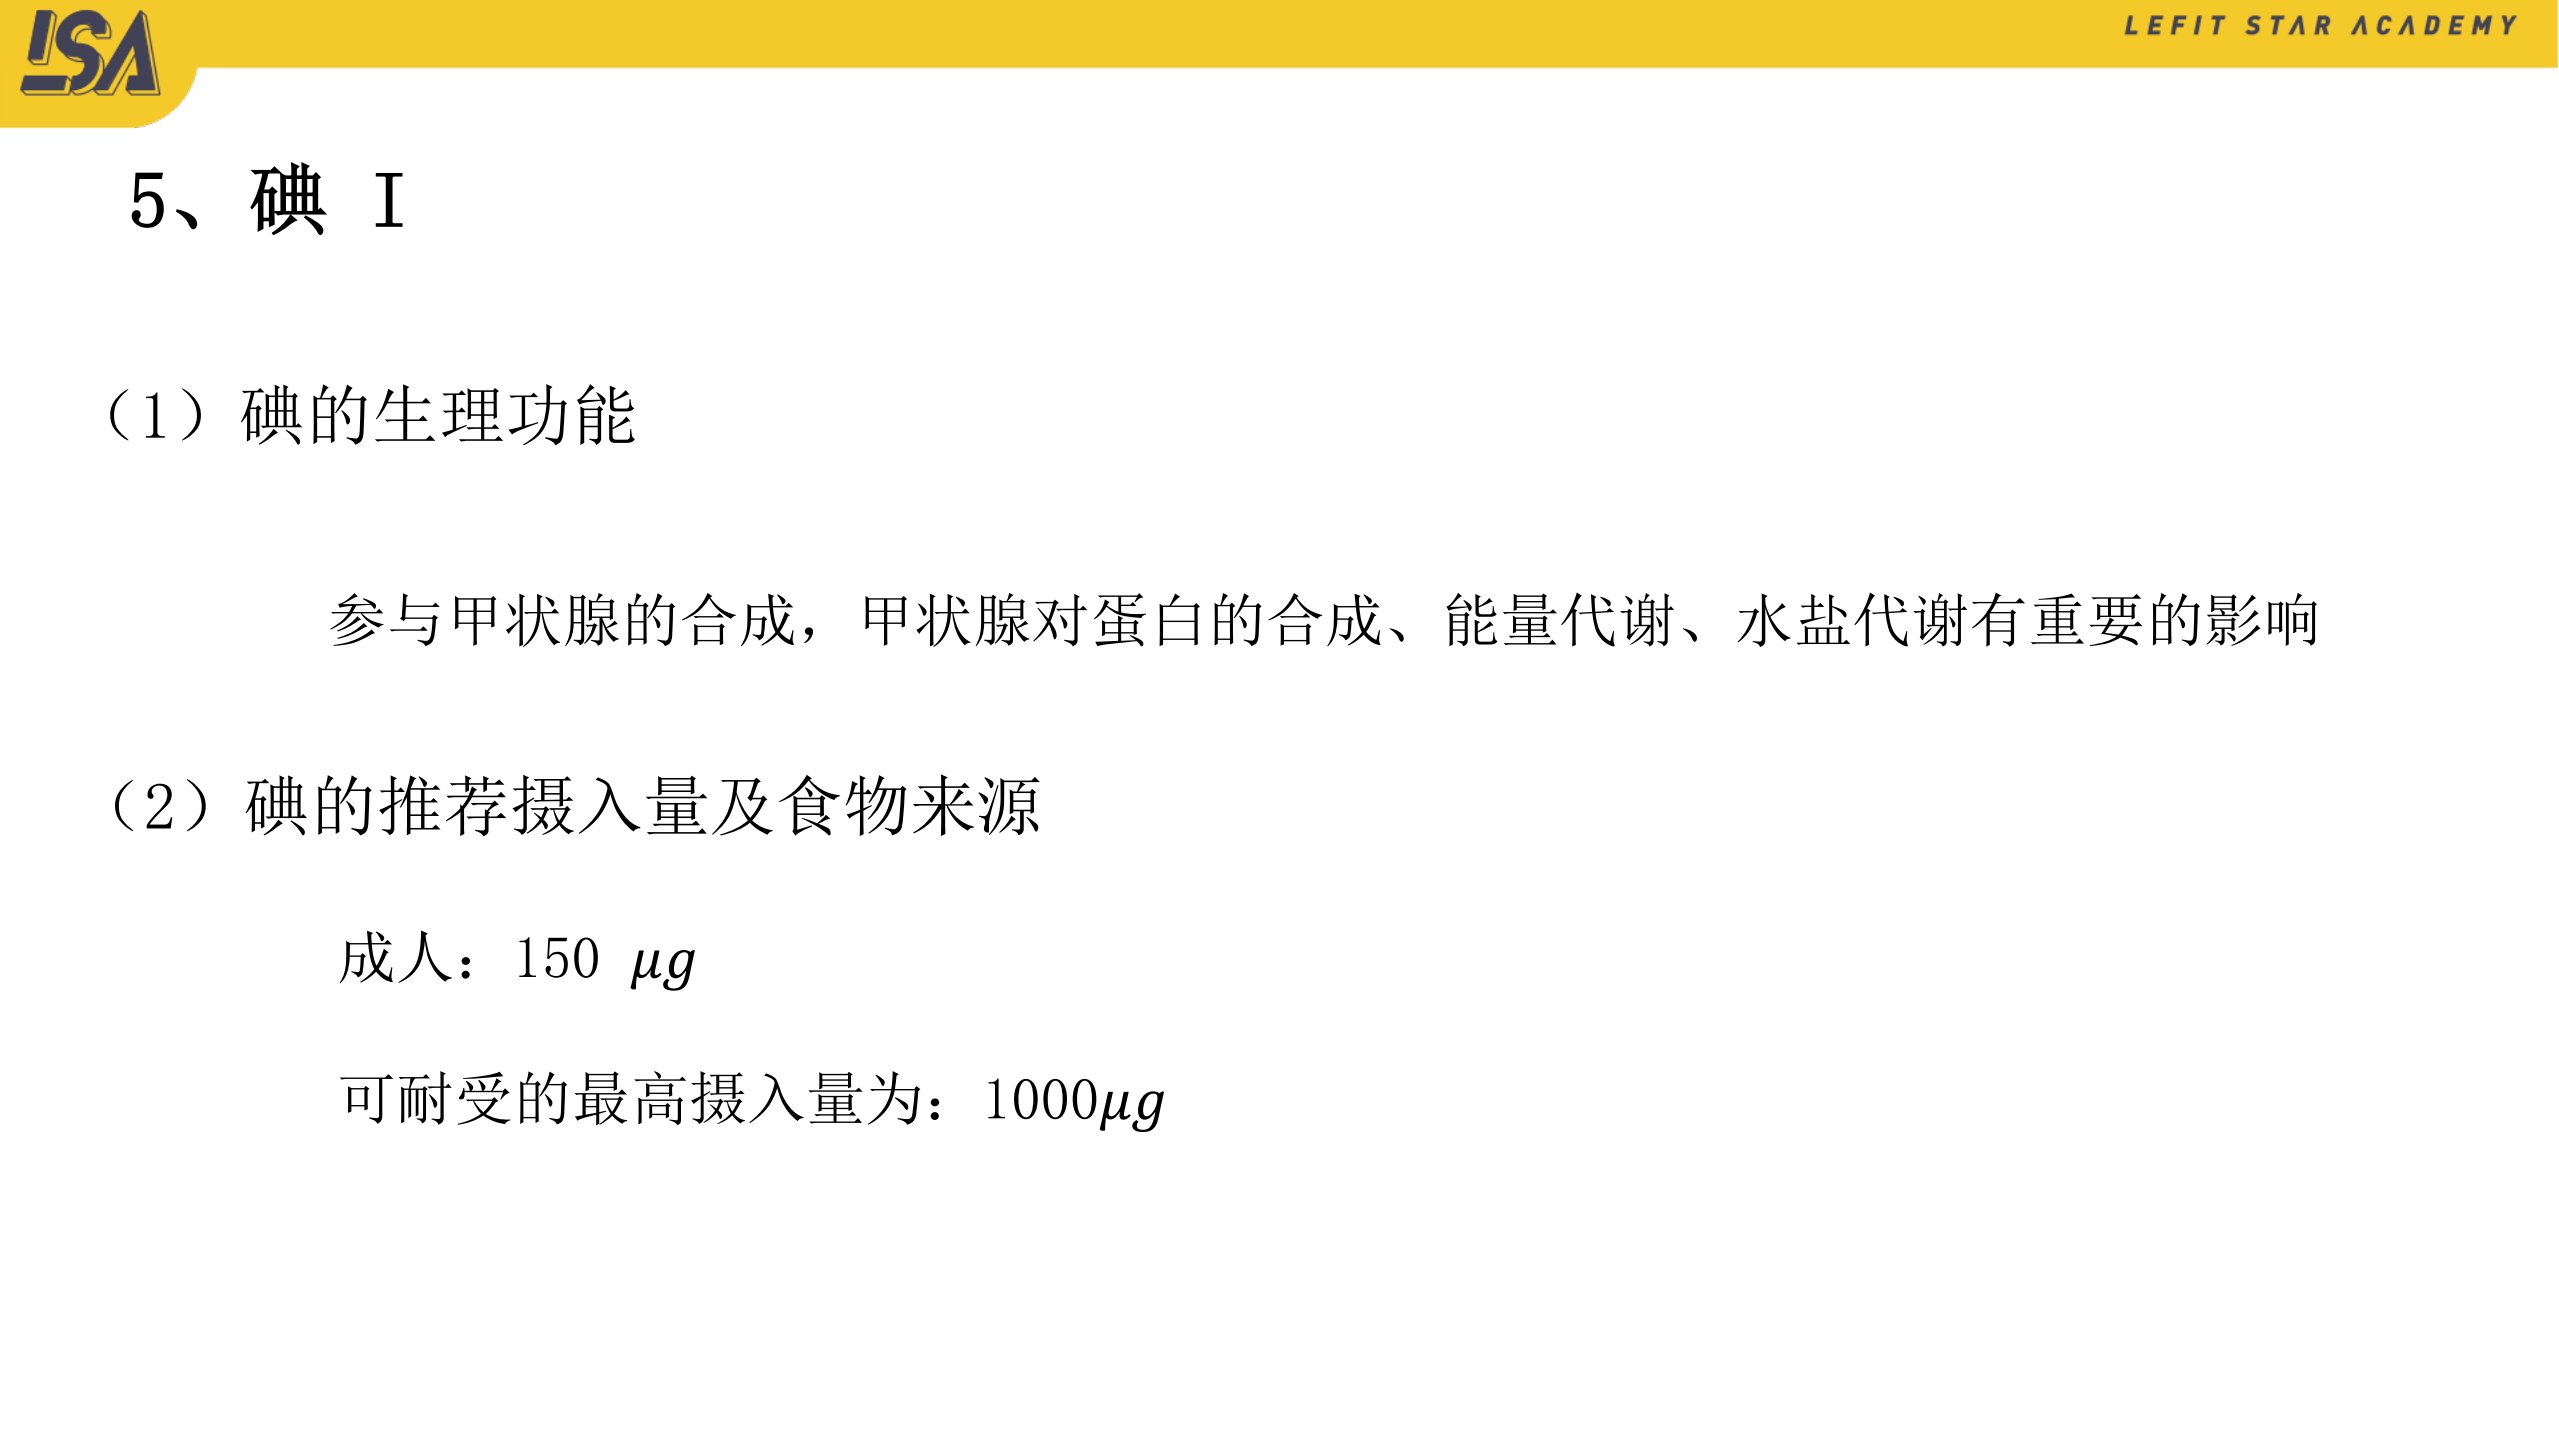 LSA
LEFIT STAR ACADEMY
5、碘 I
（1）碘的生理功能
参与甲状腺的合成，甲状腺对蛋白的合成、能量代谢、水盐代谢有重要的影响
（2）碘的推荐摄入量及食物来源
成人：150 μg
可耐受的最高摄入量为：1000μg